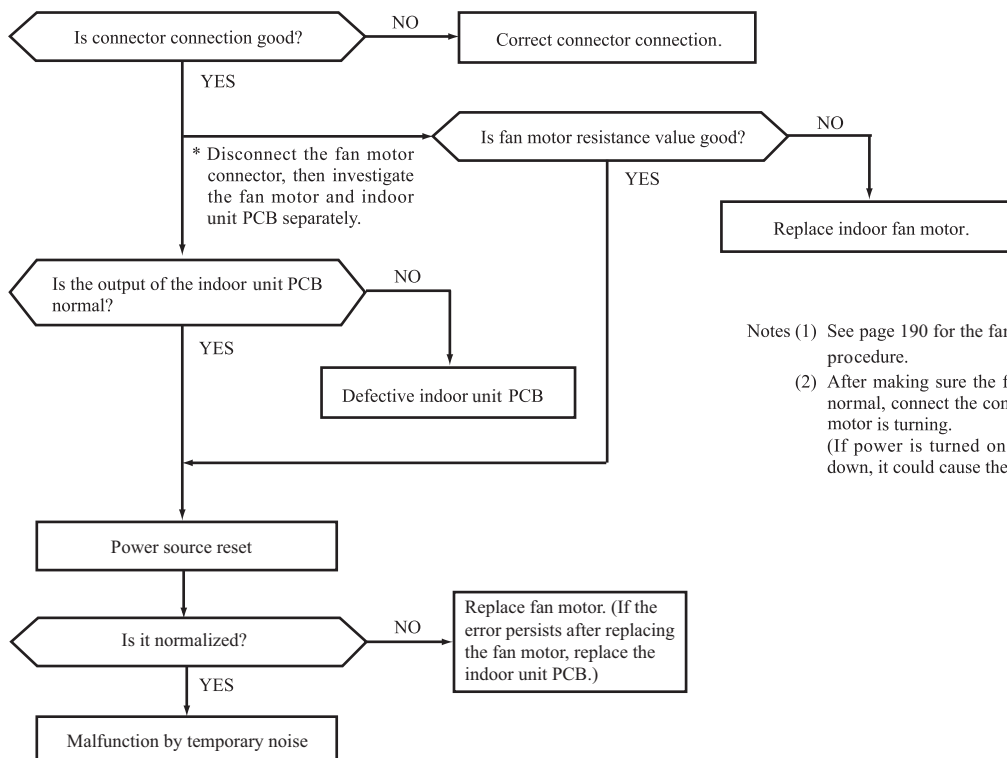 Is connector connection good?
NO
Correct connector connection.
YES
* Disconnect the fan motor
connector, then investigate
the fan motor and indoor
unit PCB separately.
Is fan motor resistance value good?
NO
YES
Replace indoor fan motor.
Is the output of the indoor unit PCB
normal?
NO
YES
Defective indoor unit PCB
Notes (1) See page 190 for the fan
procedure.
(2) After making sure the
normal, connect the
motor is turning.
(If power is turned on
down, it could cause the
Power source reset
Is it normalized?
NO
Replace fan motor. (If the
error persists after replacing
the fan motor, replace the
indoor unit PCB.)
YES
Malfunction by temporary noise